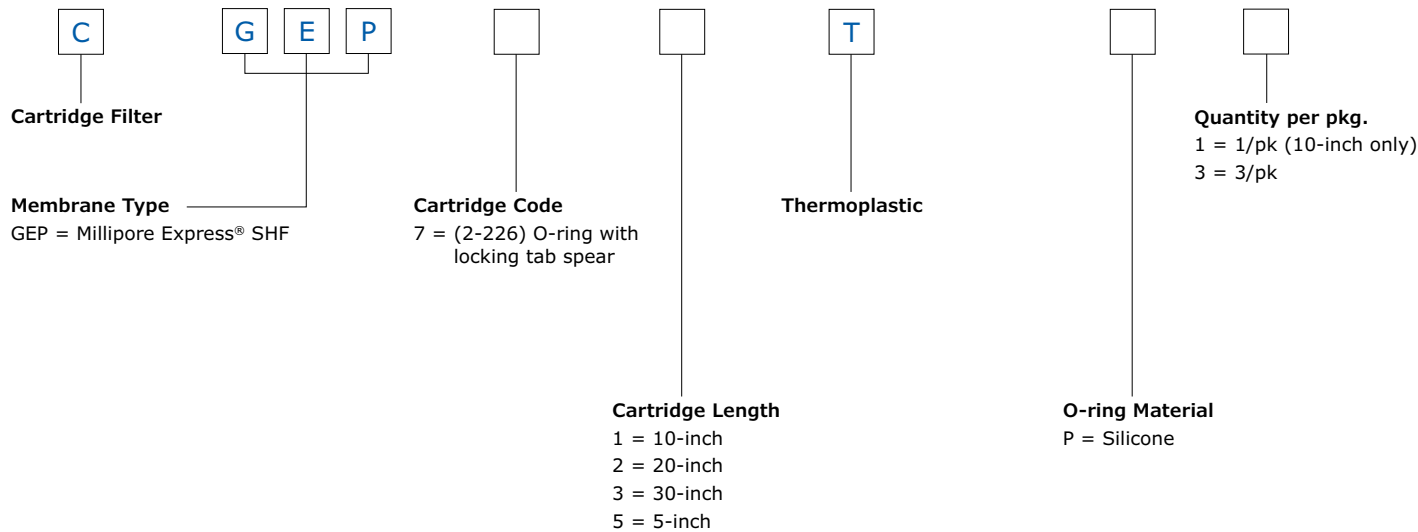 C G E P T
Cartridge Filter
Quantity per pkg.
1 = 1/pk (10-inch only)
3 = 3/pk
Membrane Type
GEP = Millipore Express® SHF
Cartridge Code
7 = (2-226) O-ring with
locking tab spear
Thermoplastic
Cartridge Length
1 = 10-inch
2 = 20-inch
3 = 30-inch
5 = 5-inch
O-ring Material
P = Silicone